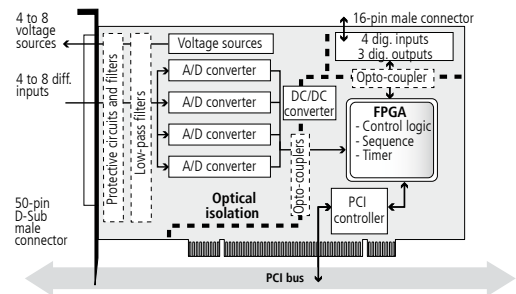 4 to 8
voltage
sources
4 to 8 diff.
inputs
50-pin
D-Sub
male
connector
Protective circuits and filters
Low-pass filters
Voltage sources
A/D converter
A/D converter
A/D converter
A/D converter
Optical
isolation
Opto-couplers
DC/DC
converter
16-pin male connector
4 dig. inputs
3 dig. outputs
Opto-coupler
FPGA
- Control logic
- Sequence
- Timer
PCI
controller
PCI bus